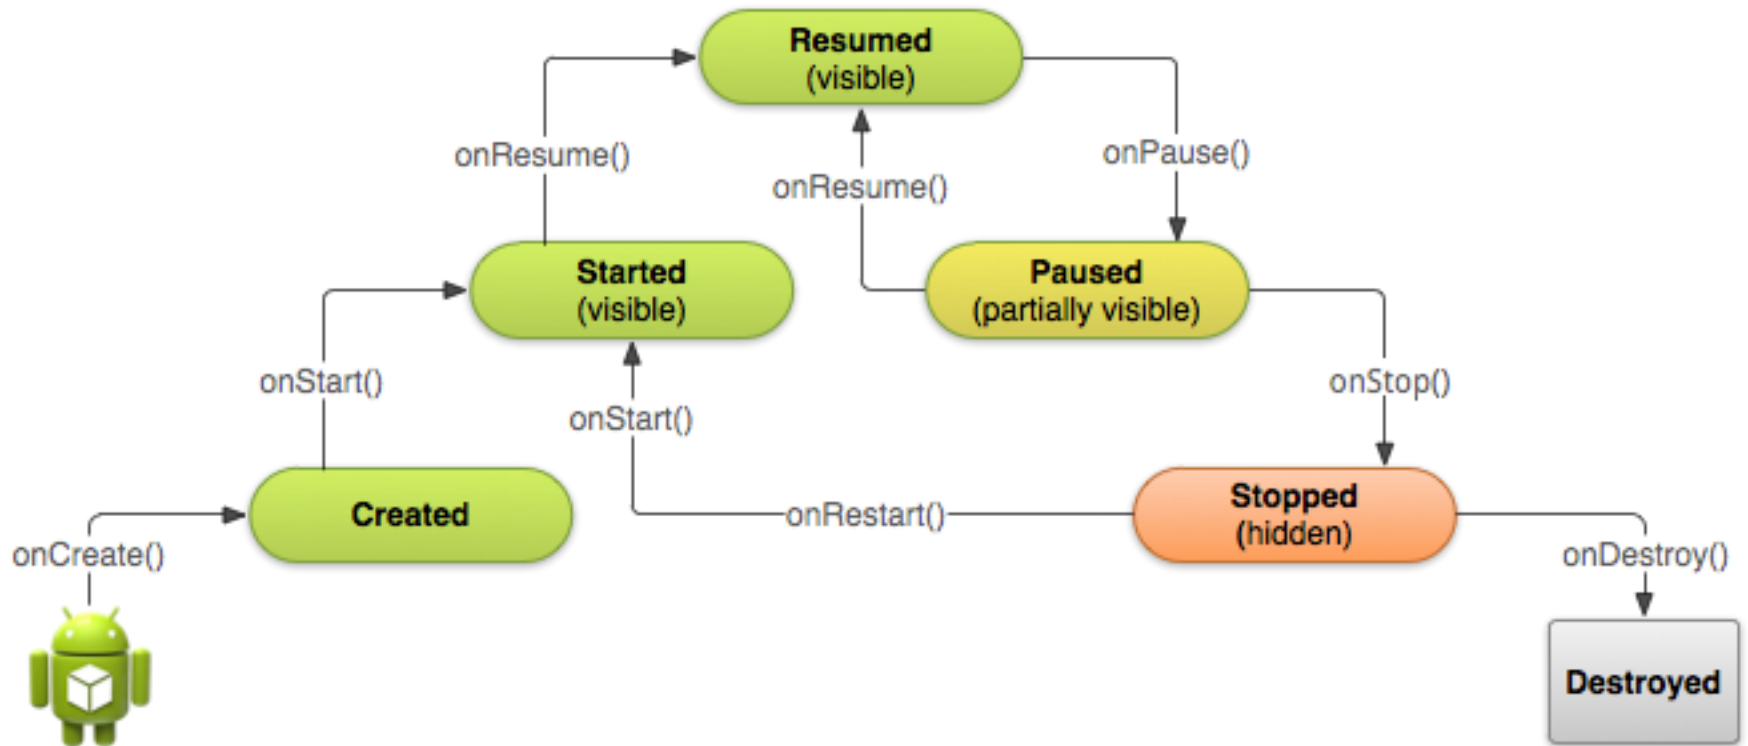 Resumed
(visible)
onResume()
onPause()
onResume()
Started
(visible)
Paused
(partially visible)
onStart()
onStop()
onStart()
Created
onRestart()
Stopped
(hidden)
onCreate()
onDestroy()
Destroyed